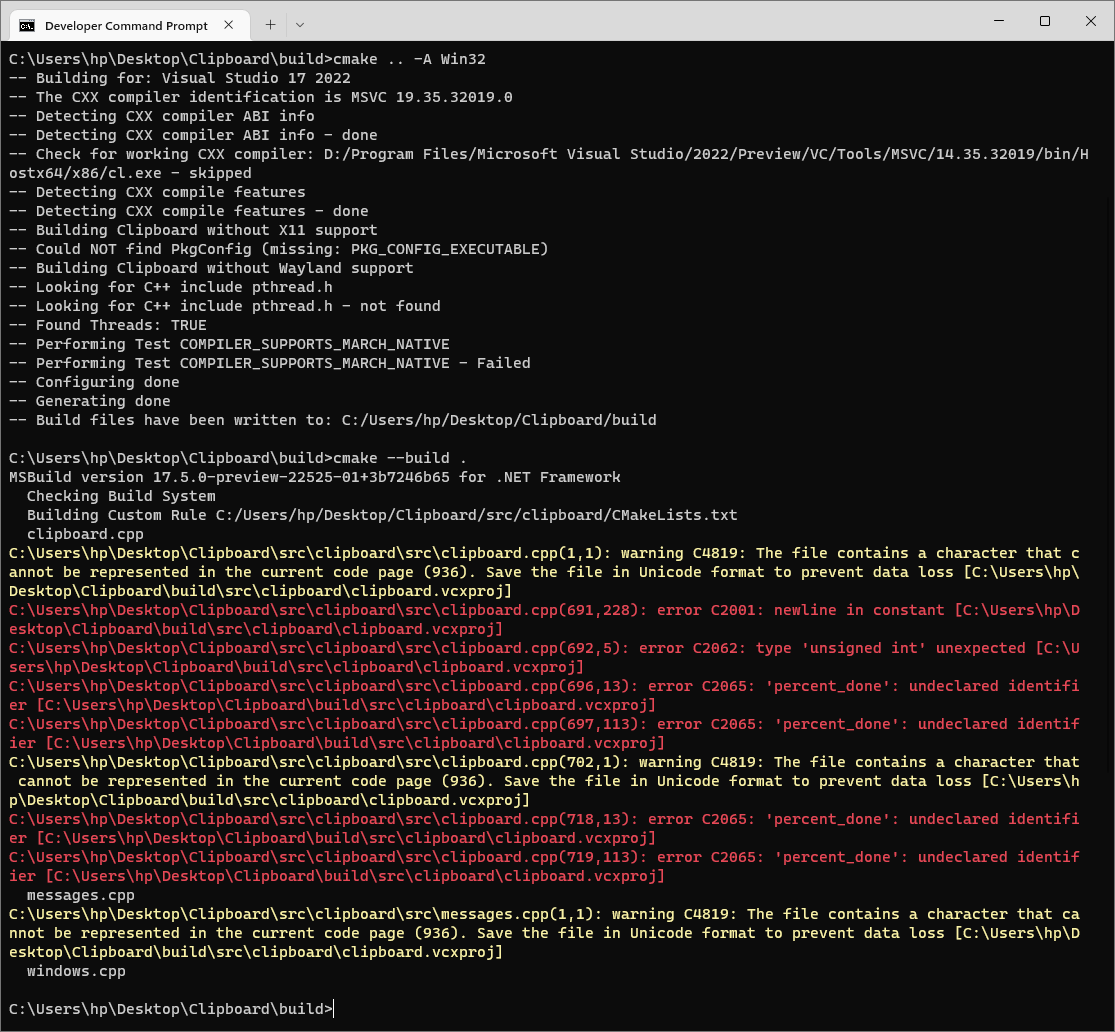 Developer Command Prompt
C:\Users\hp\Desktop\Clipboard\build>cmake .. -A Win32
-- Building for: Visual Studio 17 2022
-- The CXX compiler identification is MSVC 19.35.32019.0
-- Detecting CXX compiler ABI info
-- Detecting CXX compiler ABI info - done
-- Check for working CXX compiler: D:/Program Files/Microsoft Visual Studio/2022/Preview/VC/Tools/MSVC/14.35.32019/bin/H
ostx64/x86/cl.exe - skipped
-- Detecting CXX compile features
-- Detecting CXX compile features - done
-- Building Clipboard without X11 support
-- Could NOT find PkgConfig (missing: PKG_CONFIG_EXECUTABLE)
-- Building Clipboard without Wayland support
-- Looking for C++ include pthread.h
-- Looking for C++ include pthread.h - not found
-- Found Threads: TRUE
-- Performing Test COMPILER_SUPPORTS_MARCH_NATIVE
-- Performing Test COMPILER_SUPPORTS_MARCH_NATIVE - Failed
-- Configuring done
-- Generating done
-- Build files have been written to: C:/Users/hp/Desktop/Clipboard/build
C:\Users\hp\Desktop\Clipboard\build>cmake --build .
MSBuild version 17.5.0-preview-22525-01+3b7246b65 for .NET Framework
Checking Build System
Building Custom Rule C:/Users/hp/Desktop/Clipboard/src/clipboard/CMakeLists.txt
clipboard.cpp
C:\Users\hp\Desktop\Clipboard\src\clipboard\src\clipboard.cpp(1,1): warning C4819: The file contains a character that c
annot be represented in the current code page (936). Save the file in Unicode format to prevent data loss [C:\Users\hp\
Desktop\Clipboard\build\src\clipboard\clipboard.vcxproj]
C:\Users\hp\Desktop\Clipboard\src\clipboard\src\clipboard.cpp(691,228): error C2001: newline in constant [C:\Users\hp\D
esktop\Clipboard\build\src\clipboard\clipboard.vcxproj]
C:\Users\hp\Desktop\Clipboard\src\clipboard\src\clipboard.cpp(692,5): error C2062: type 'unsigned int' unexpected [C:\U
sers\hp\Desktop\Clipboard\build\src\clipboard\clipboard.vcxproj]
C:\Users\hp\Desktop\Clipboard\src\clipboard\src\clipboard.cpp(696,13): error C2065: 'percent_done': undeclared identifi
er [C:\Users\hp\Desktop\Clipboard\build\src\clipboard\clipboard.vcxproj]
C:\Users\hp\Desktop\Clipboard\src\clipboard\src\clipboard.cpp(697,113): error C2065: 'percent_done': undeclared identif
ier [C:\Users\hp\Desktop\Clipboard\build\src\clipboard\clipboard.vcxproj]
C:\Users\hp\Desktop\Clipboard\src\clipboard\src\clipboard.cpp(702,1): warning C4819: The file contains a character that
cannot be represented in the current code page (936). Save the file in Unicode format to prevent data loss [C:\Users\h
p\Desktop\Clipboard\build\src\clipboard\clipboard.vcxproj]
C:\Users\hp\Desktop\Clipboard\src\clipboard\src\clipboard.cpp(718,13): error C2065: 'percent_done': undeclared identifi
er [C:\Users\hp\Desktop\Clipboard\build\src\clipboard\clipboard.vcxproj]
C:\Users\hp\Desktop\Clipboard\src\clipboard\src\clipboard.cpp(719,113): error C2065: 'percent_done': undeclared identif
ier [C:\Users\hp\Desktop\Clipboard\build\src\clipboard\clipboard.vcxproj]
messages.cpp
C:\Users\hp\Desktop\Clipboard\src\clipboard\src\messages.cpp(1,1): warning C4819: The file contains a character that ca
nnot be represented in the current code page (936). Save the file in Unicode format to prevent data loss [C:\Users\hp\D
esktop\Clipboard\build\src\clipboard\clipboard.vcxproj]
windows.cpp
C:\Users\hp\Desktop\Clipboard\build>